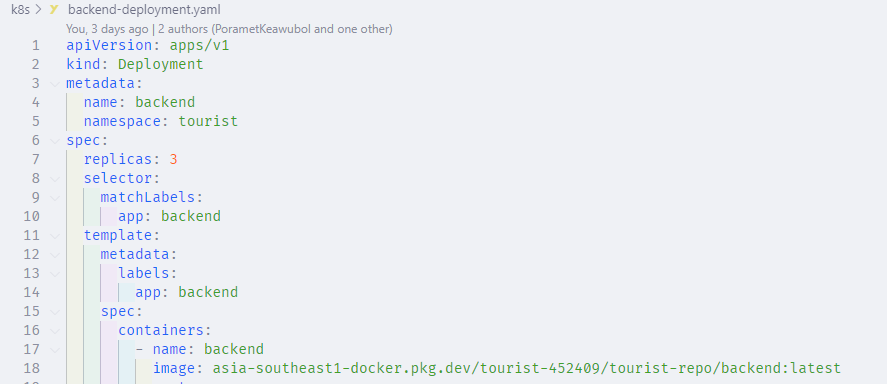 k8s > backend-deployment.yaml
You, 3 days ago | 2 authors (PorametKeawubol and one other)
1 apiVersion: apps/v1
2 kind: Deployment
3 metadata:
4   name: backend
5   namespace: tourist
6 spec:
7   replicas: 3
8   selector:
9     matchLabels:
10       app: backend
11   template:
12     metadata:
13       labels:
14         app: backend
15     spec:
16       containers:
17         - name: backend
18           image: asia-southeast1-docker.pkg.dev/tourist-452409/tourist-repo/backend:latest